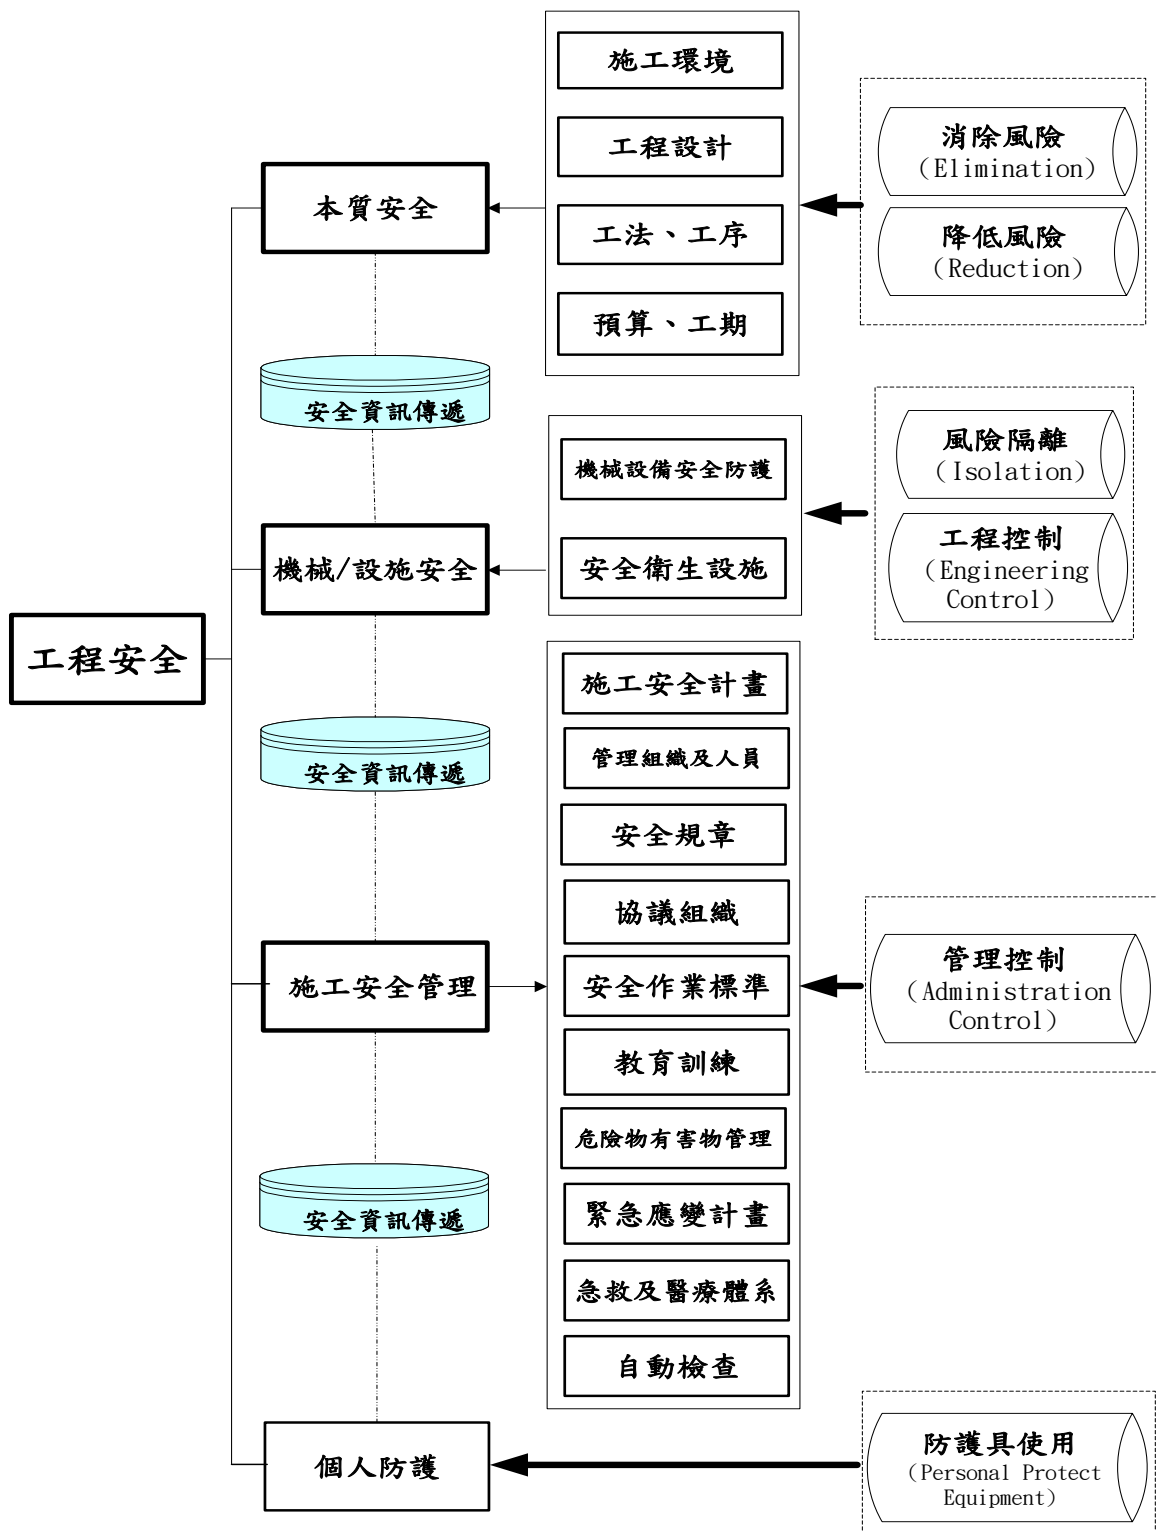 工程安全
本質安全
施工環境
工程設計
工法、工序
預算、工期
消除風險
(Elimination)
降低風險
(Reduction)
安全資訊傳遞
機械/設施安全
機械設備安全防護
安全衛生設施
風險隔離
(Isolation)
工程控制
(Engineering
Control)
安全資訊傳遞
施工安全管理
施工安全計畫
管理組織及人員
安全規章
協議組織
安全作業標準
教育訓練
危險物有害物管理
緊急應變計畫
急救及醫療體系
自動檢查
管理控制
(Administration
Control)
安全資訊傳遞
個人防護
防護具使用
(Personal Protect
Equipment)